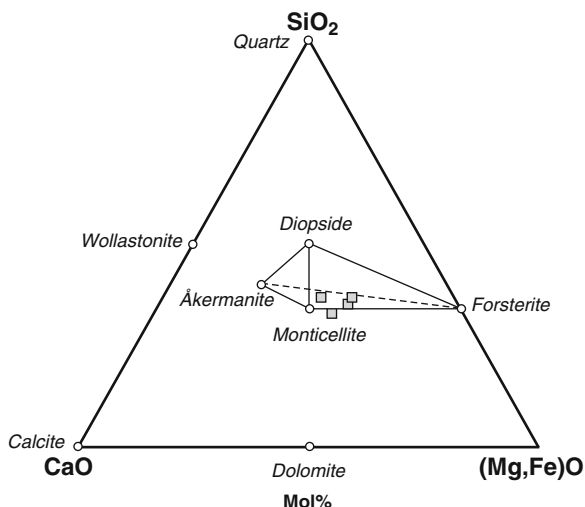 SiO2
Quartz
Diopside
Wollastonite
Åkermanite
Forsterite
Monticellite
Calcite
CaO
Dolomite
(Mg,Fe)O
Mol%